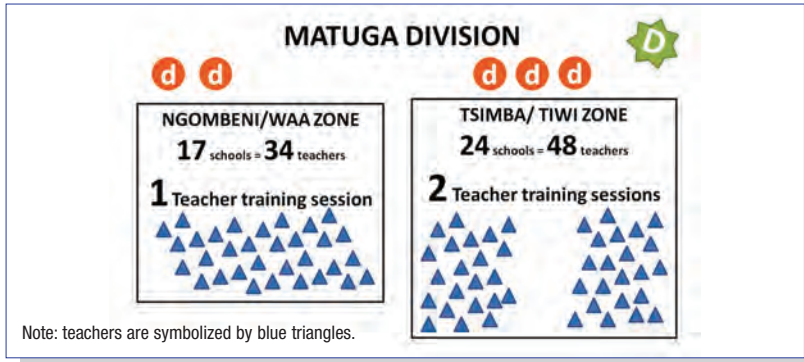 MATUGA DIVISION
D
d d
d d d
NGOMBENI/WAA ZONE
17 schools = 34 teachers
1 Teacher training session
TSIMBA/ TIWI ZONE
24 schools = 48 teachers
2 Teacher training sessions
Note: teachers are symbolized by blue triangles.